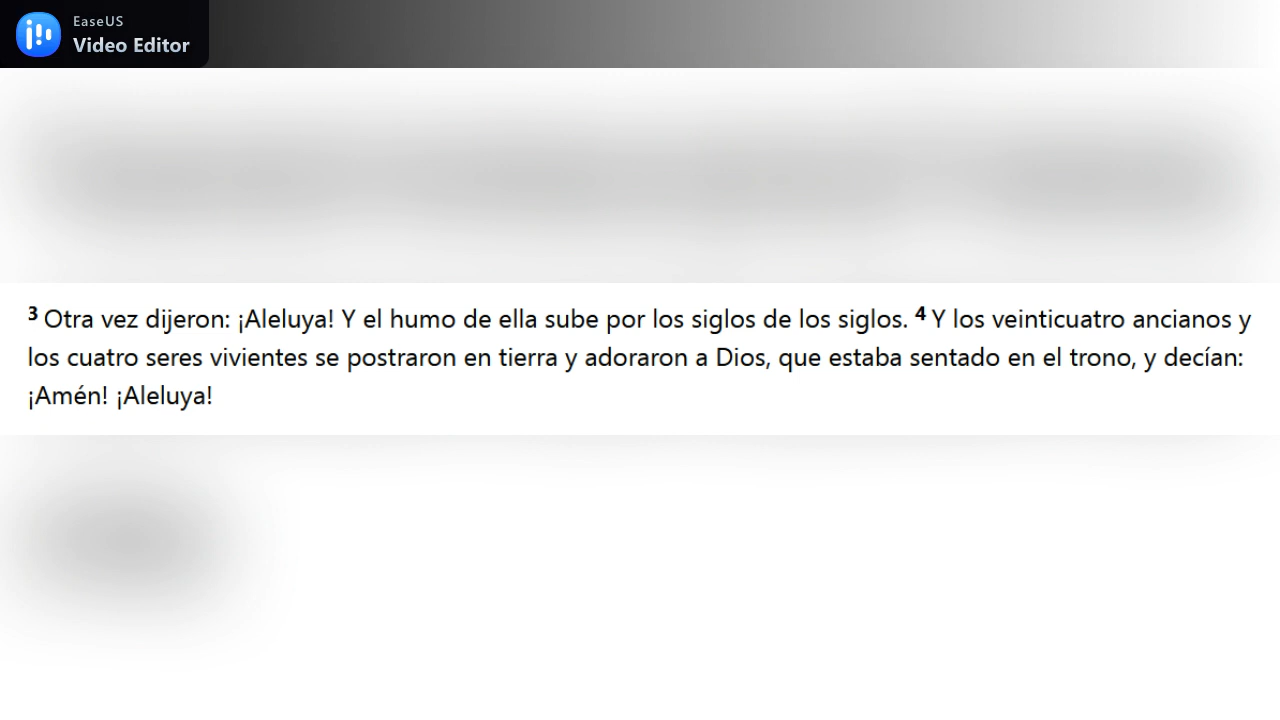 EaseUS
Video Editor
3 Otra vez dijeron: ¡Aleluya! Y el humo de ella sube por los siglos de los siglos. 4 Y los veinticuatro ancianos y
los cuatro seres vivientes se postraron en tierra y adoraron a Dios, que estaba sentado en el trono, y decían:
¡Amén! ¡Aleluya!